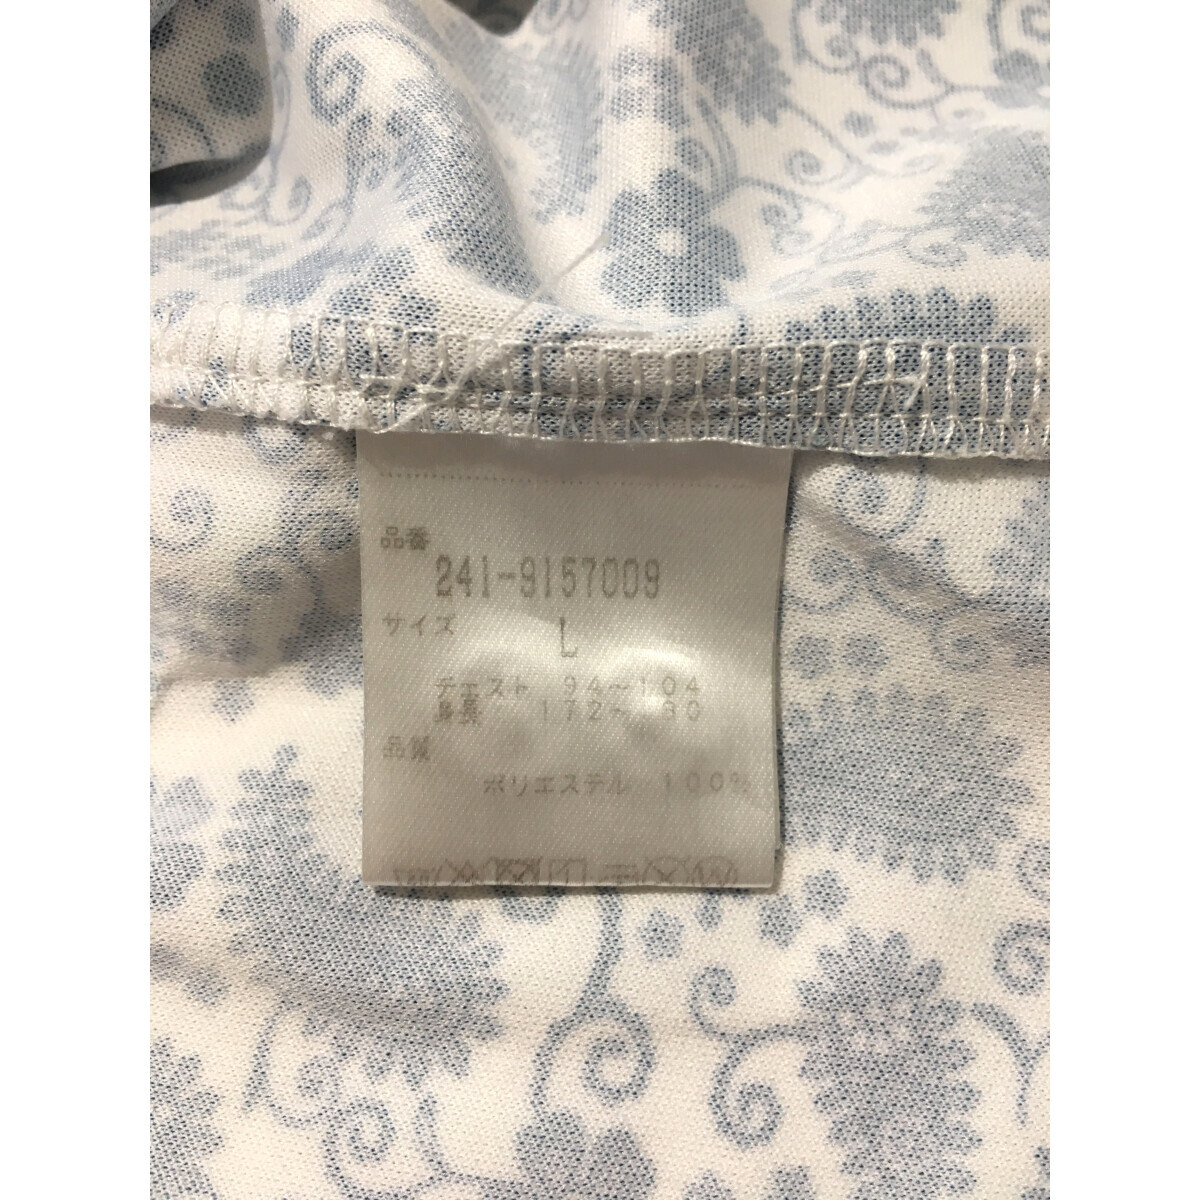 品番
241-9157009
サイズ L
チェスト 94~104
身長 172~
品質
ポリエステル 100%